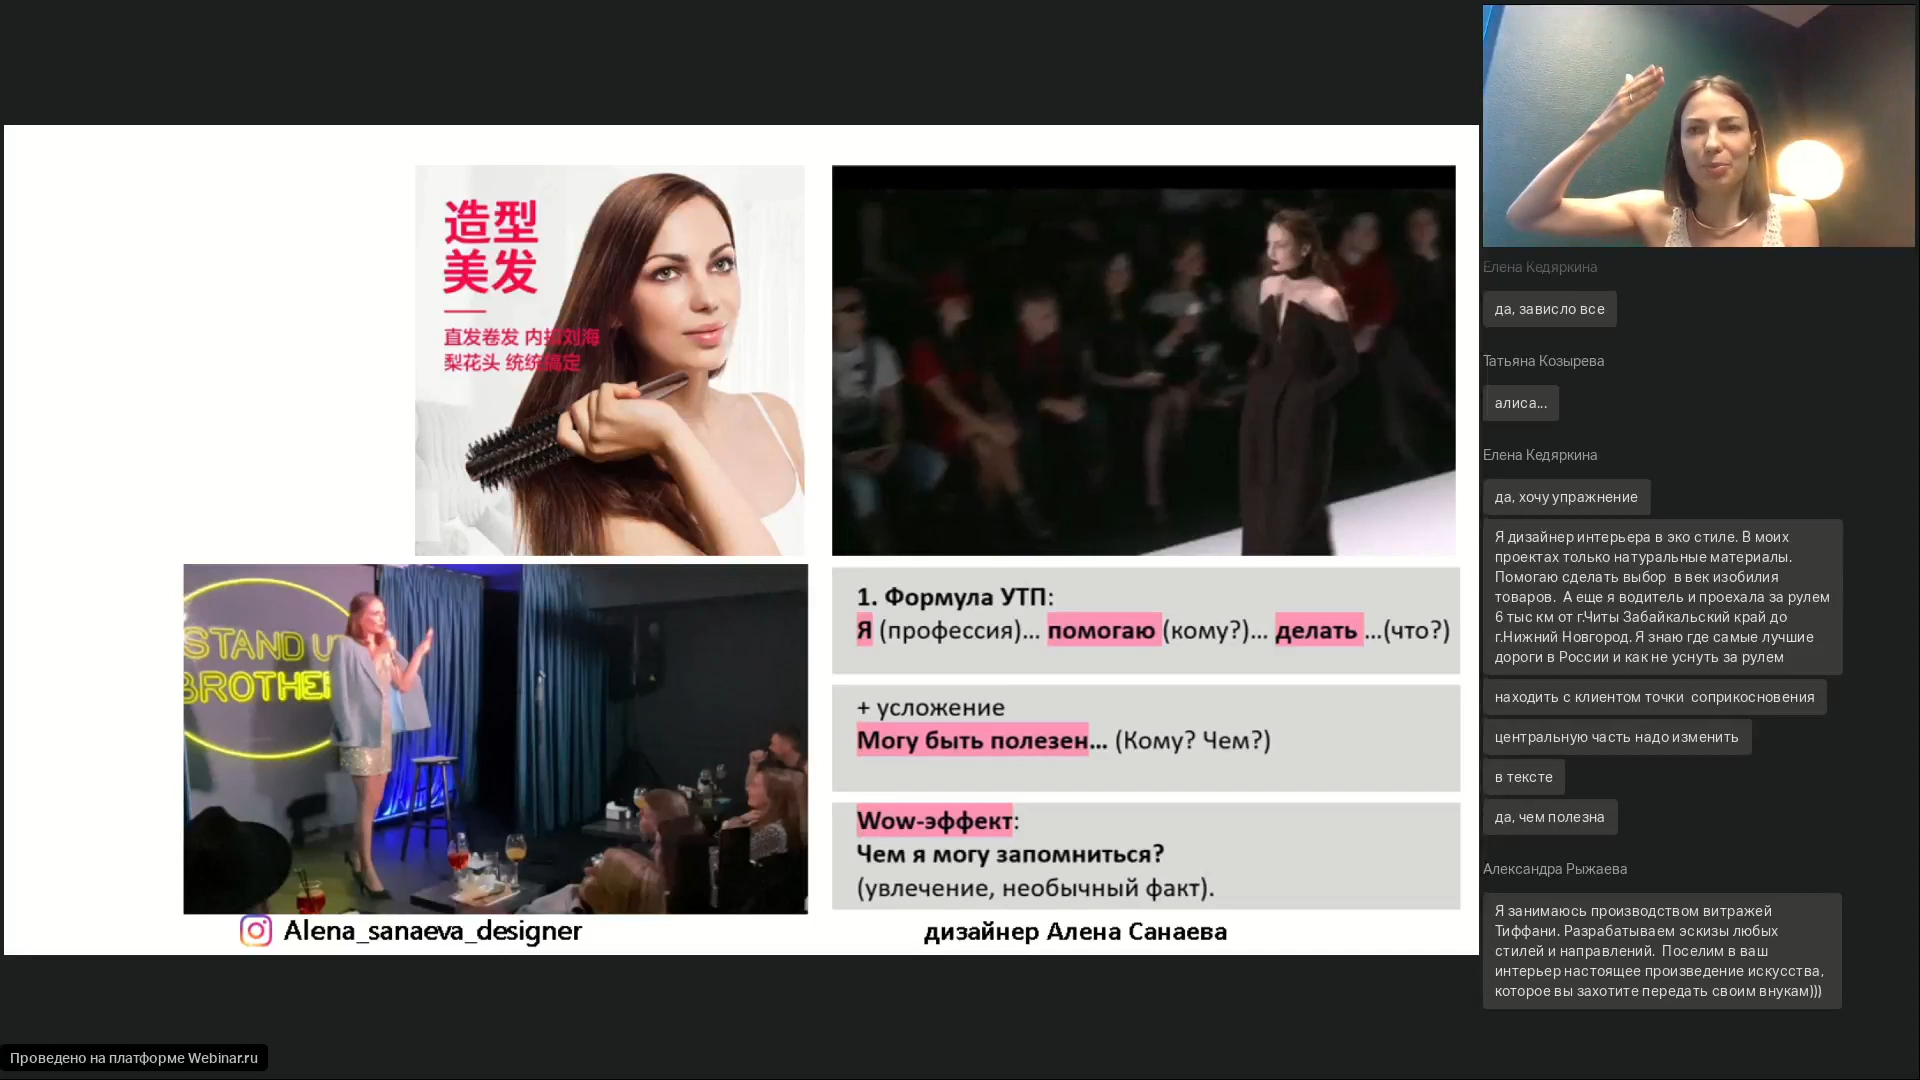 造型
美发
直发卷发 内扣刘海
梨花头 统统搞定
STAND U
BROTHE
Alena_sanaeva_designer
1. Формула УТП:
Я (профессия)... помогаю (кому?)... делать ...(что?)
+ усложение
Могу быть полезен... (Кому? Чем?)
Wow-эффект:
Чем я могу запомниться?
(увлечение, необычный факт).
дизайнер Алена Санаева
Елена Кедяркина
да, зависло все
Татьяна Козырева
алиса...
Елена Кедяркина
да, хочу упражнение
Я дизайнер интерьера в эко стиле. В моих
проектах только натуральные материалы.
Помогаю сделать выбор в век изобилия
товаров. А еще я водитель и проехала за рулем
6 тыс км от г.Читы Забайкальский край до
г.Нижний Новгород. Я знаю где самые лучшие
дороги в России и как не уснуть за рулем
находить с клиентом точки соприкосновения
центральную часть надо изменить
в тексте
да, чем полезна
Александра Рыжаева
Я занимаюсь производством витражей
Тиффани. Разрабатываем эскизы любых
стилей и направлений. Поселим в ваш
интерьер настоящее произведение искусства,
которое вы захотите передать своим внукам)))
Проведено на платформе Webinar.ru